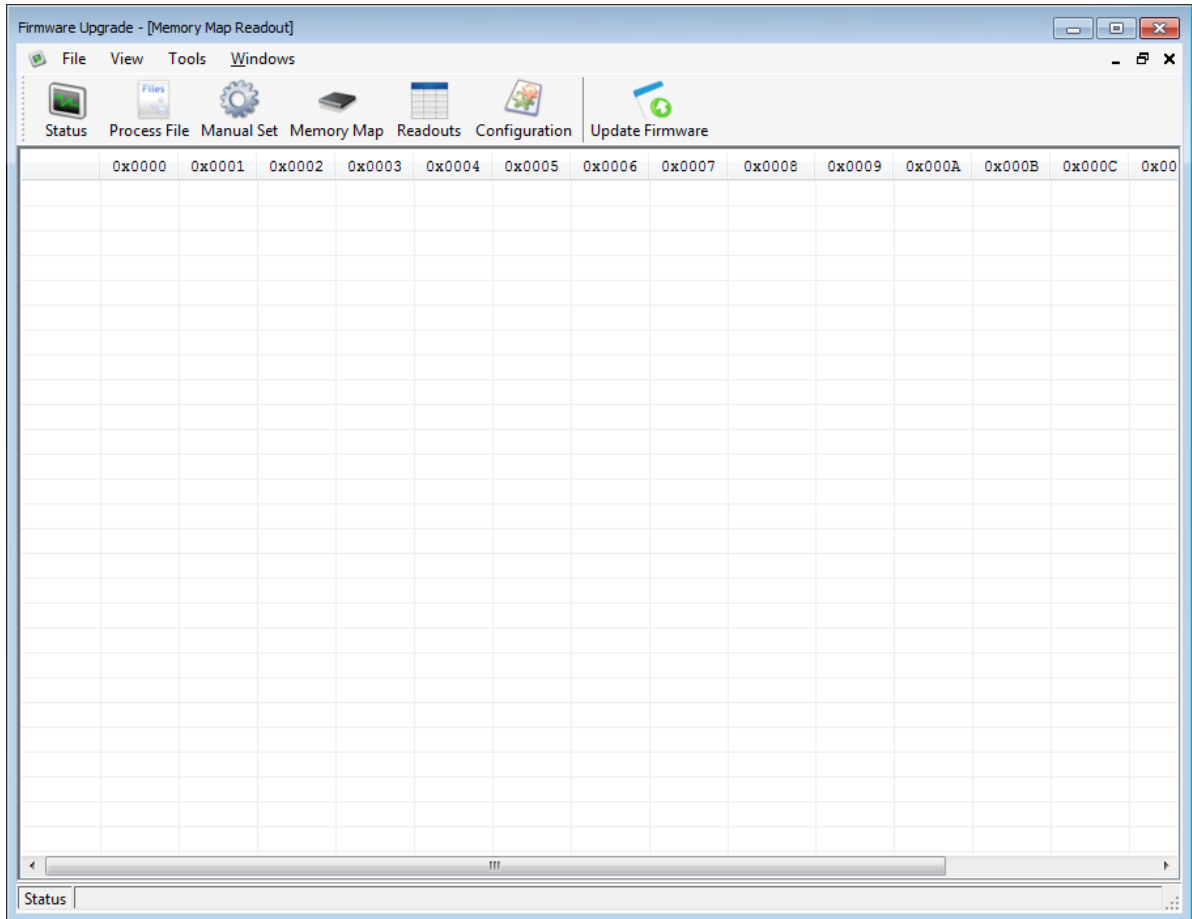 Firmware Upgrade - [Memory Map Readout]
File View Tools Windows
Files
Status Process File Manual Set Memory Map Readouts Configuration Update Firmware
0x0000 0x0001 0x0002 0x0003 0x0004 0x0005 0x0006 0x0007 0x0008 0x0009 0x000A 0x000B 0x000C 0x00
Status